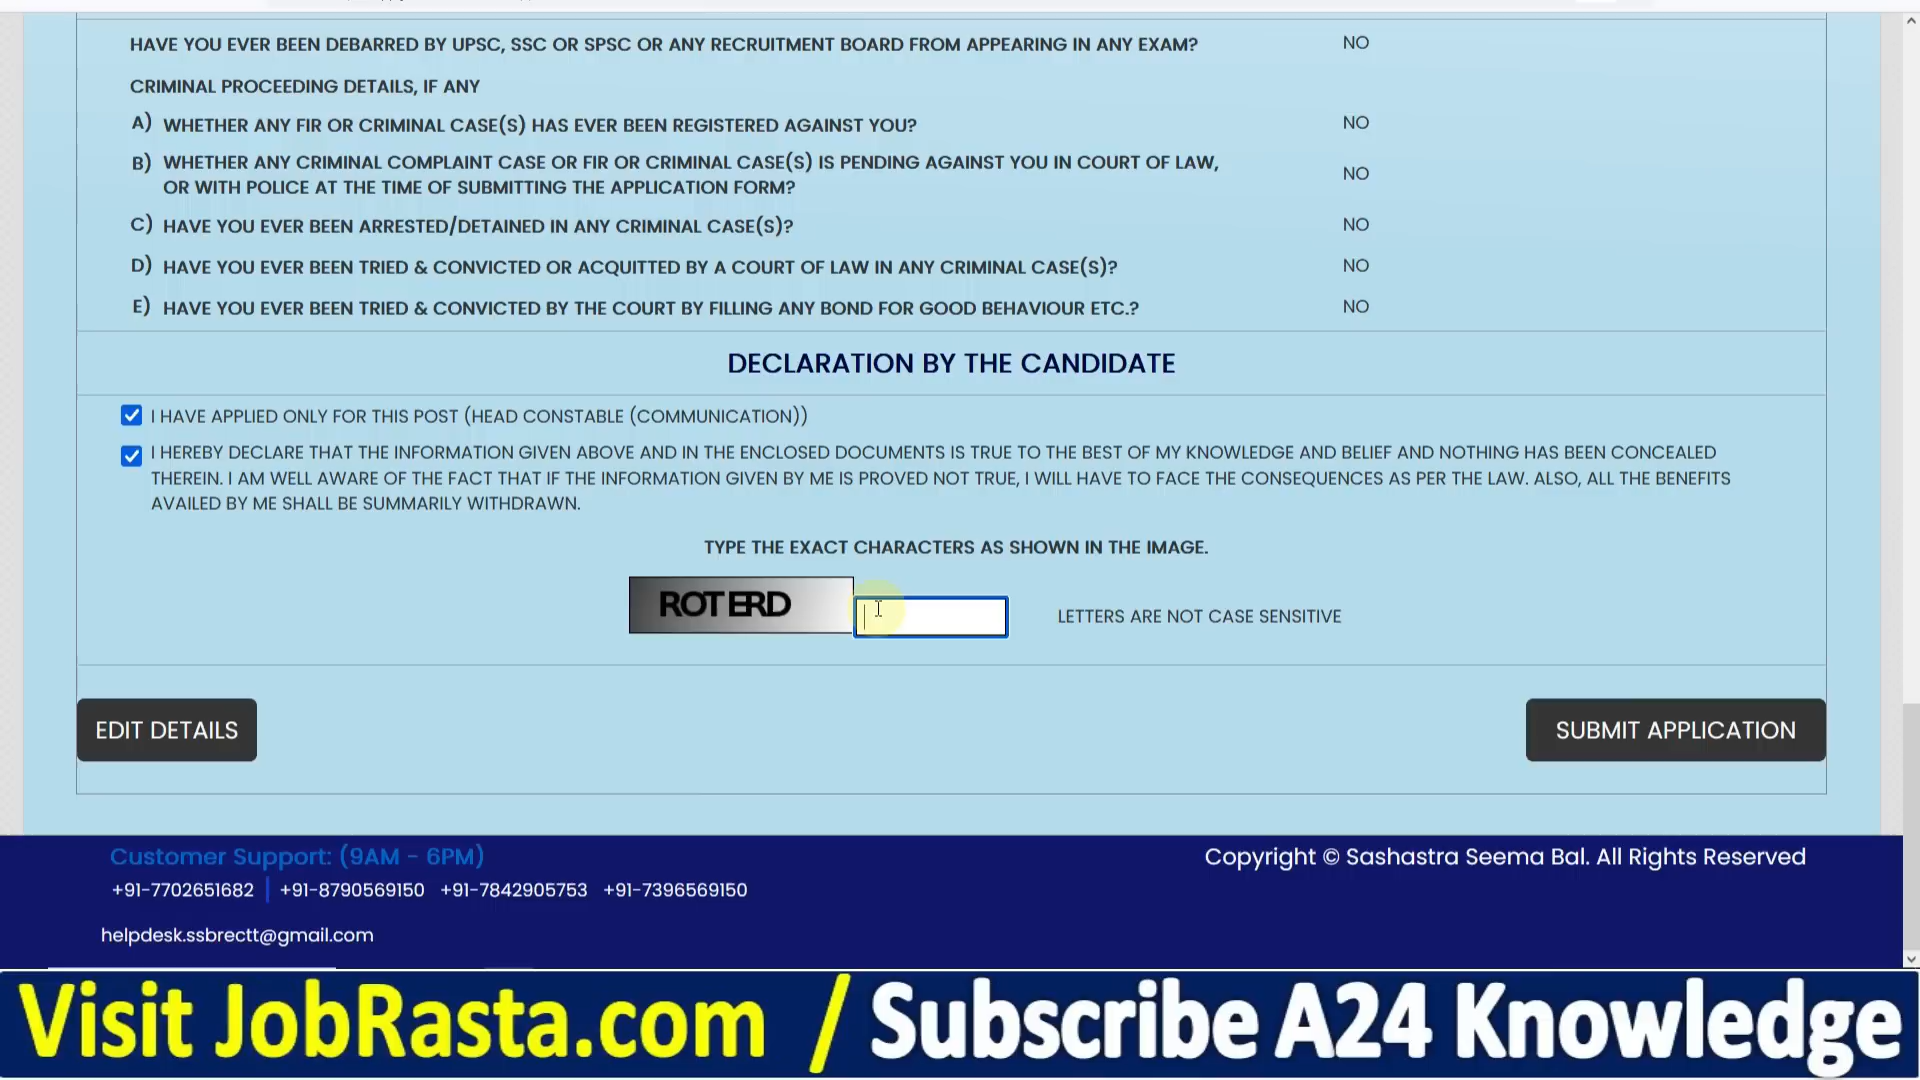 HAVE YOU EVER BEEN DEBARRED BY UPSC, SSC OR SPSC OR ANY RECRUITMENT BOARD FROM APPEARING IN ANY EXAM? NO
CRIMINAL PROCEEDING DETAILS, IF ANY
A) WHETHER ANY FIR OR CRIMINAL CASE(S) HAS EVER BEEN REGISTERED AGAINST YOU? NO
B) WHETHER ANY CRIMINAL COMPLAINT CASE OR FIR OR CRIMINAL CASE(S) IS PENDING AGAINST YOU IN COURT OF LAW,
OR WITH POLICE AT THE TIME OF SUBMITTING THE APPLICATION FORM? NO
C) HAVE YOU EVER BEEN ARRESTED/DETAINED IN ANY CRIMINAL CASE(S)? NO
D) HAVE YOU EVER BEEN TRIED & CONVICTED OR ACQUITTED BY A COURT OF LAW IN ANY CRIMINAL CASE(S)? NO
E) HAVE YOU EVER BEEN TRIED & CONVICTED BY THE COURT BY FILLING ANY BOND FOR GOOD BEHAVIOUR ETC.? NO
DECLARATION BY THE CANDIDATE
I HAVE APPLIED ONLY FOR THIS POST (HEAD CONSTABLE (COMMUNICATION))
I HEREBY DECLARE THAT THE INFORMATION GIVEN ABOVE AND IN THE ENCLOSED DOCUMENTS IS TRUE TO THE BEST OF MY KNOWLEDGE AND BELIEF AND NOTHING HAS BEEN CONCEALED
THEREIN. I AM WELL AWARE OF THE FACT THAT IF THE INFORMATION GIVEN BY ME IS PROVED NOT TRUE, I WILL HAVE TO FACE THE CONSEQUENCES AS PER THE LAW. ALSO, ALL THE BENEFITS
AVAILED BY ME SHALL BE SUMMARILY WITHDRAWN.
TYPE THE EXACT CHARACTERS AS SHOWN IN THE IMAGE.
ROTERD
LETTERS ARE NOT CASE SENSITIVE
EDIT DETAILS
SUBMIT APPLICATION
Customer Support: (9AM - 6PM)
Copyright © Sashastra Seema Bal. All Rights Reserved
+91-7702651682 | +91-8790569150 +91-7842905753 +91-7396569150
helpdesk.ssbrectt@gmail.com
Visit JobRasta.com / Subscribe A24 Knowledge